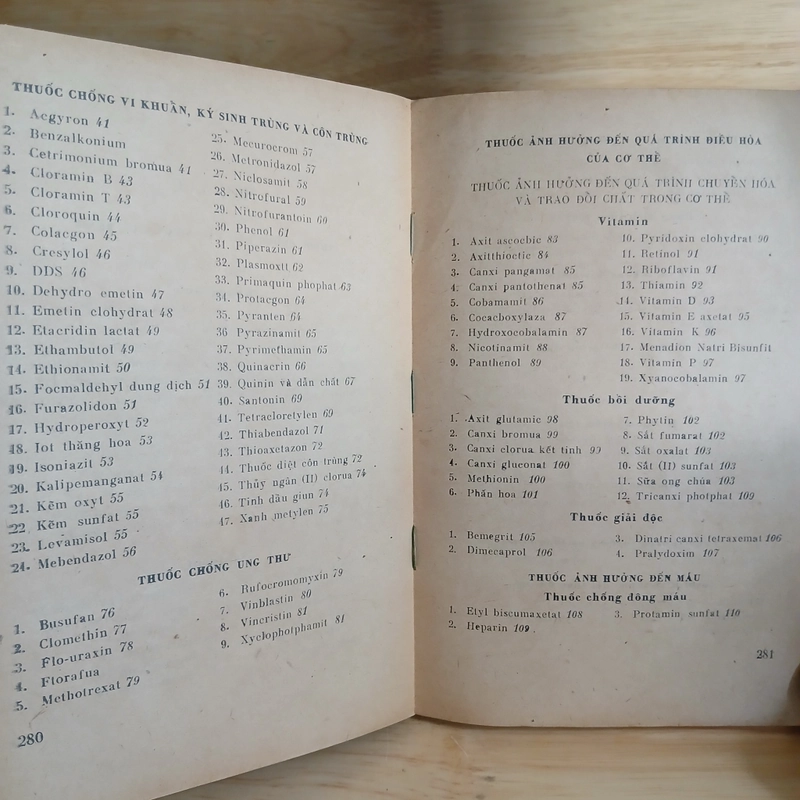 THUỐC CHỐNG VI KHUẨN, KÝ SINH TRÙNG VÀ CÔN TRÙNG
1. Aegyron 41
2. Benzalkonium
3. Cetrimonium bromua 41
4. Cloramin B 43
5. Cloramin T 43
6. Cloroquin 44
7. Colaegon 45
8. Cresylol 46
9. DDS 46
10. Dehydro emetin 47
11. Emetin clohydrat 48
12. Etacridin lactat 49
13. Ethambutol 49
14. Ethionamit 50
15. Focmaldehyl dung dịch 51
16. Furazolidon 51
17. Hydroperoxyt 52
18. Iot thăng hoa 53
19. Isoniazit 53
20. Kalipemanganat 54
21. Kẽm oxyt 55
22. Kẽm sunfat 55
23. Levamisol 55
24. Mebendazol 56
25. Mecurocrom 57
26. Metronidazol 57
27. Niclosamit 58
28. Nitrofural 59
29. Nitrofurantoin 60
30. Phenol 61
31. Piperazin 61
32. Plasmoxit 62
33. Primaquin phophat 63
34. Protaegon 64
35. Pyranten 64
36 Pyrazinamit 65
37. Pyrimethamin 65
38. Quinacrin 66
39. Quinin và dẫn chất 67
40. Santonin 69
41. Tetracloretylen 69
42. Thiabendazol 71
43. Thioaxetazon 72
44. Thuốc diệt côn trùng 72
45. Thủy ngân (II) clorua 74
46. Tinh dầu giun 74
47. Xanh metylen 75
THUỐC CHỐNG UNG THƯ
1. Busufan 76
2. Clomethin 77
3. Flo-uraxin 78
4. Florafua
5. Methotrexat 79
6. Rufocromomyxin 79
7. Vinblastin 80
8. Vincristin 81
9. Xyclophotphamit 81
280
THUỐC ẢNH HƯỞNG ĐẾN QUÁ TRÌNH ĐIỀU HÒA
CỦA CƠ THỂ
THUỐC ẢNH HƯỞNG ĐẾN QUÁ TRÌNH CHUYỂN HÓA
VÀ TRAO ĐỔI CHẤT TRONG CƠ THỂ
Vitamin
1. Axit ascocbic 83
2. Axitthioctic 84
3. Canxi pangamat 85
4. Canxi pantothenat 85
5. Cobamamit 86
6. Cocacboxylaza 87
7. Hydroxocobalamin 87
8. Nicotinamit 88
9. Panthenol 89
10. Pyridoxin clohydrat 90
11. Retinol 91
12. Riboflavin 91
13. Thiamin 92
14. Vitamin D 93
15. Vitamin E axetat 95
16. Vitamin K 96
17. Menadion Natri Bisunfit
18. Vitamin P 97
19. Xyanocobalamin 97
Thuốc bồi dưỡng
1. Axit glutamic 98
2. Canxi bromua 99
3. Canxi clorua kết tinh 99
4. Canxi gluconat 100
5. Methionin 100
6. Phấn hoa 101
7. Phytin 102
8. Sắt fumarat 102
9. Sắt oxalat 103
10. Sắt (II) sunfat 103
11. Sữa ong chúa 103
12. Tricanxi photphat 109
Thuốc giải độc
1. Bemegrit 105
2. Dimecaprol 106
3. Dinatri canxi tetraxemat 106
4. Pralydoxim 107
THUỐC ẢNH HƯỞNG ĐẾN MÁU
Thuốc chống đông máu
1. Etyl biscumaxetat 108
2. Heparin 109
3. Protamin sunfat 110
281